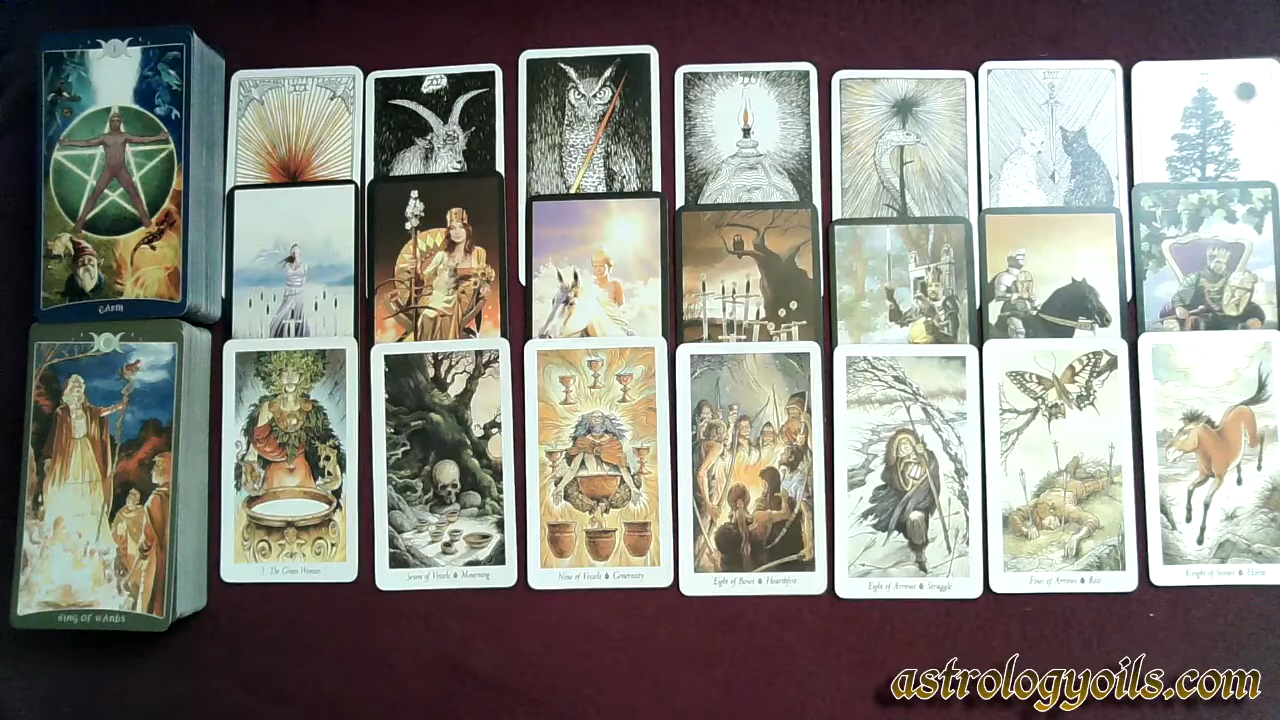 I
EARTH
KING OF WANDS
3 The Green Woman
Seven of Vessels Mourning
Nine of Vessels Generosity
Eight of Bows Hearthfire
Eight of Arrows Struggle
Four of Arrows Rest
Knight of Stones Horse
astrologyoils.com